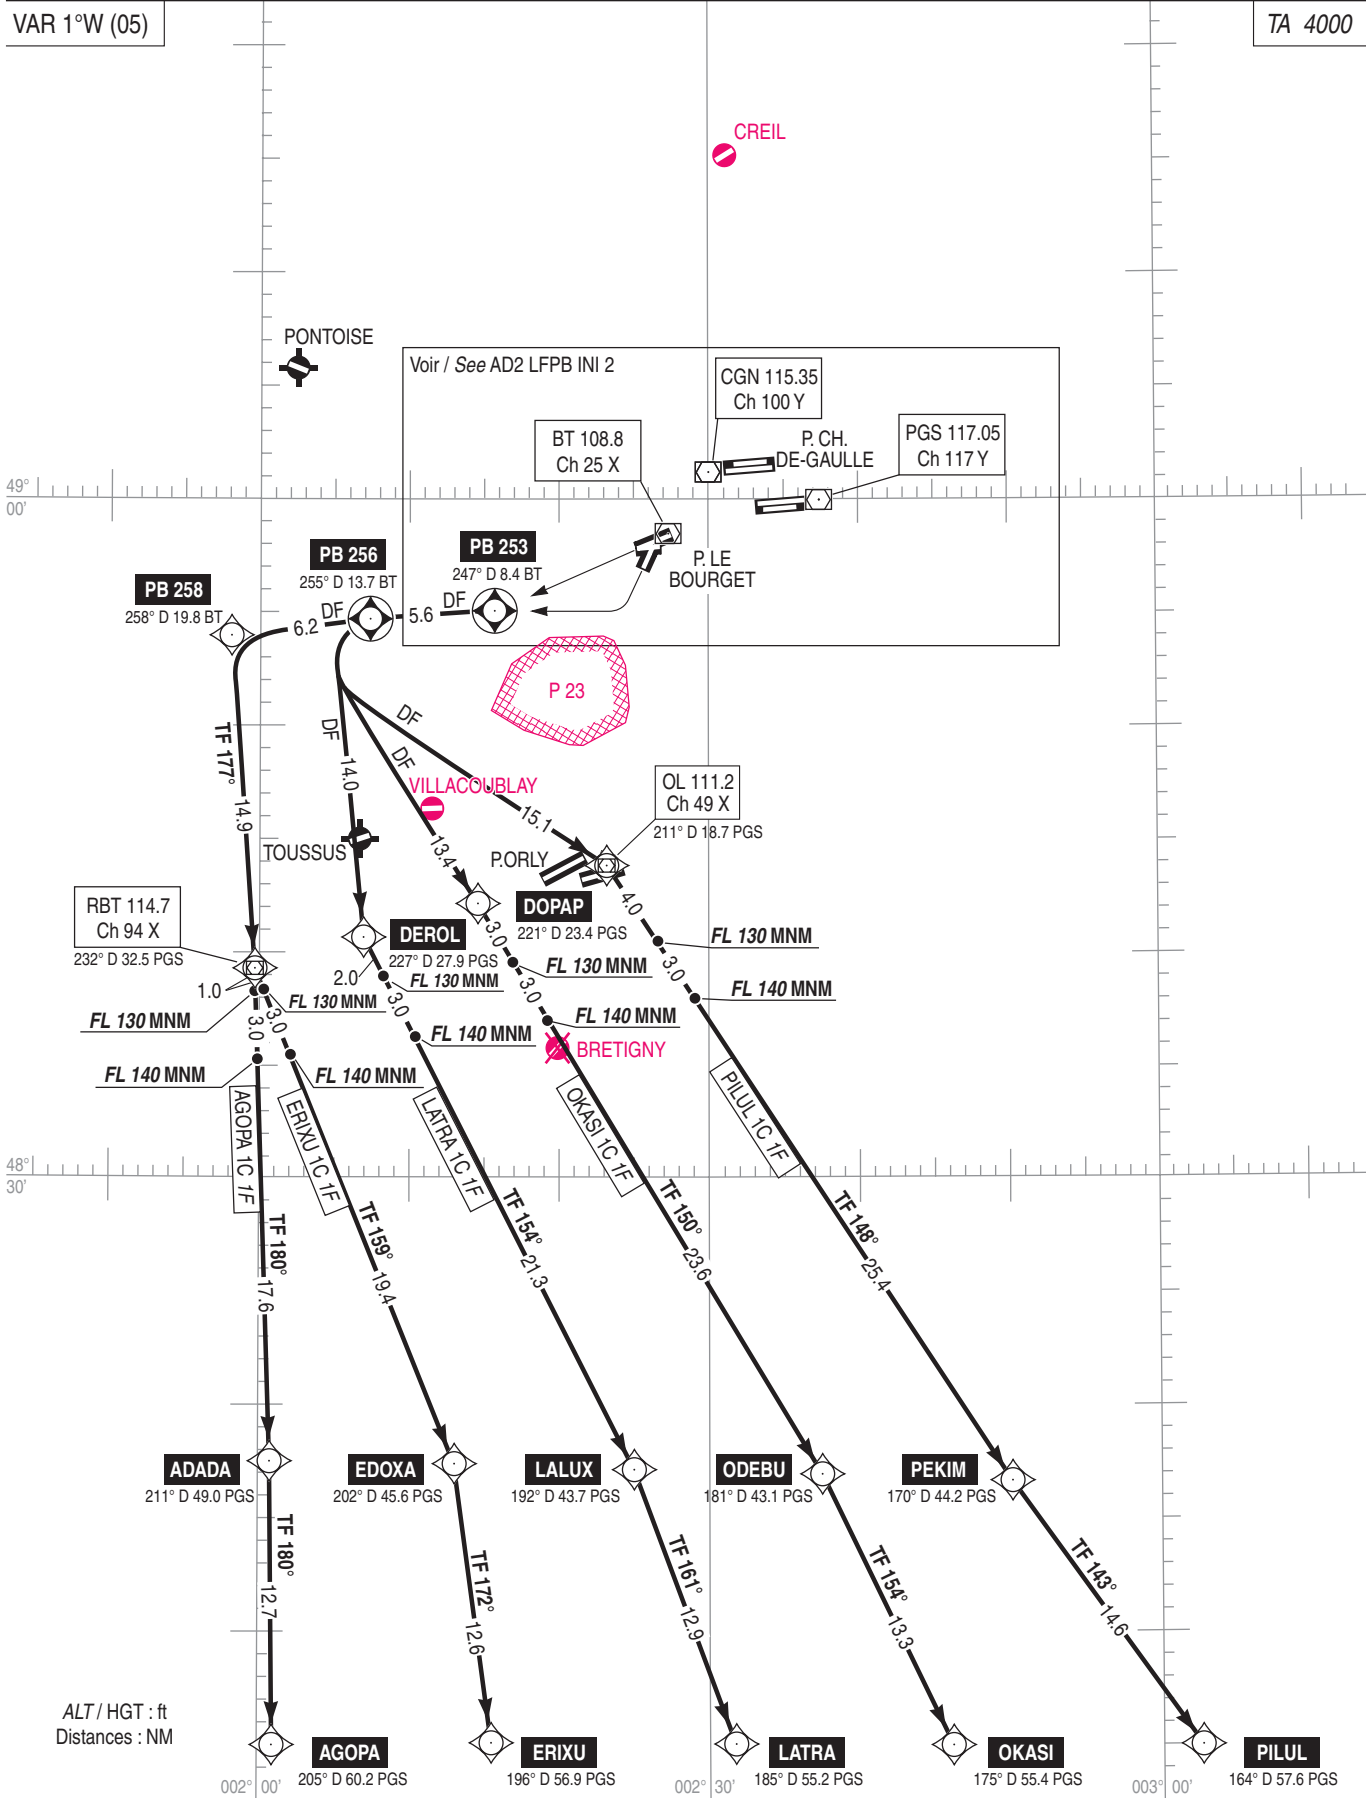 VAR 1°W (05)
TA 4000
CREIL
PONTOISE
Voir / See AD2 LFPB INI 2
CGN 115.35
Ch 100 Y
BT 108.8
Ch 25 X
P. CH.
DE-GAULLE
PGS 117.05
Ch 117 Y
49°
00'
P. LE
BOURGET
PB 253
247° D 8.4 BT
PB 256
255° D 13.7 BT
PB 258
258° D 19.8 BT
DF
5.6
DF
6.2
P 23
TF 177°
14.9
DF
14.0
DF
13.4
DF
15.1
VILLACOUBLAY
TOUSSUS
P.ORLY
OL 111.2
Ch 49 X
211° D 18.7 PGS
RBT 114.7
Ch 94 X
232° D 32.5 PGS
DEROL
227° D 27.9 PGS
DOPAP
221° D 23.4 PGS
1.0
FL 130 MNM
3.0
FL 140 MNM
FL 130 MNM
3.0
FL 140 MNM
2.0
FL 130 MNM
3.0
FL 140 MNM
3.0
FL 130 MNM
3.0
FL 140 MNM
4.0
FL 130 MNM
3.0
FL 140 MNM
BRETIGNY
AGOPA 1C 1F
ERIXU 1C 1F
LATRA 1C 1F
OKASI 1C 1F
PILUL 1C 1F
48°
30'
TF 180°
17.6
TF 159°
19.4
TF 154°
21.3
TF 150°
23.6
TF 148°
25.4
ADADA
211° D 49.0 PGS
EDOXA
202° D 45.6 PGS
LALUX
192° D 43.7 PGS
ODEBU
181° D 43.1 PGS
PEKIM
170° D 44.2 PGS
TF 180°
12.7
TF 172°
12.6
TF 161°
12.9
TF 154°
13.3
TF 143°
14.6
ALT / HGT : ft
Distances : NM
AGOPA
205° D 60.2 PGS
ERIXU
196° D 56.9 PGS
LATRA
185° D 55.2 PGS
OKASI
175° D 55.4 PGS
PILUL
164° D 57.6 PGS
002° 00'
002° 30'
003° 00'